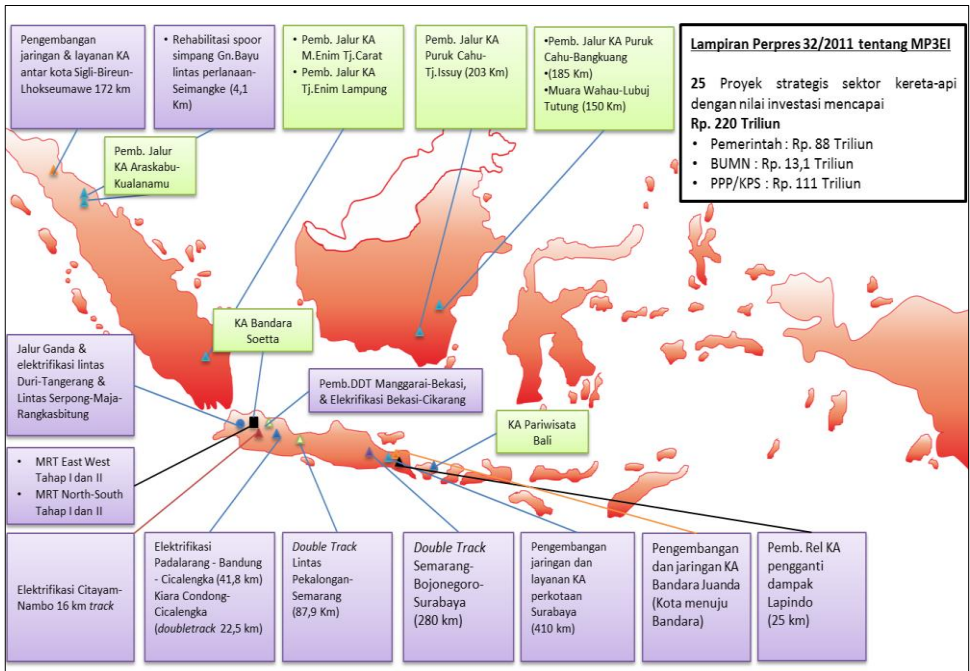 Pengembangan
jaringan & layanan KA
antar kota Sigli-Bireun-
Lhokseumawe 172 km
• Rehabilitasi spoor
simpang Gn.Bayu
lintas perlanaan-
Seimangke (4,1
Km)
• Pemb. Jalur KA
M.Enim Tj.Carat
• Pemb. Jalur KA
Tj.Enim Lampung
Pemb. Jalur KA
Puruk Cahu-
Tj.Issuy (203 Km)
•Pemb. Jalur KA Puruk
Cahu-Bangkuang
•(185 Km)
•Muara Wahau-Lubuj
Tutung (150 Km)
Lampiran Perpres 32/2011 tentang MP3EI
25 Proyek strategis sektor kereta-api
dengan nilai investasi mencapai
Rp. 220 Triliun
• Pemerintah : Rp. 88 Triliun
• BUMN : Rp. 13,1 Triliun
• PPP/KPS : Rp. 111 Triliun
Pemb. Jalur
KA Araskabu-
Kualanamu
KA Bandara
Soetta
Jalur Ganda &
elektrifikasi lintas
Duri-Tangerang &
Lintas Serpong-Maja-
Rangkasbitung
Pemb.DDT Manggarai-Bekasi,
& Elekrifikasi Bekasi-Cikarang
KA Pariwisata
Bali
• MRT East West
Tahap I dan II
• MRT North-South
Tahap I dan II
Elektrifikasi Citayam-
Nambo 16 km track
Elektrifikasi
Padalarang - Bandung
- Cicalengka (41,8 km)
Kiara Condong-
Cicalengka
(doubletrack 22,5 km)
Double Track
Lintas
Pekalongan-
Semarang
(87,9 Km)
Double Track
Semarang-
Bojonegoro-
Surabaya
(280 km)
Pengembangan
jaringan dan
layanan KA
perkotaan
Surabaya
(410 km)
Pengembangan
dan jaringan KA
Bandara Juanda
(Kota menuju
Bandara)
Pemb. Rel KA
pengganti
dampak
Lapindo
(25 km)